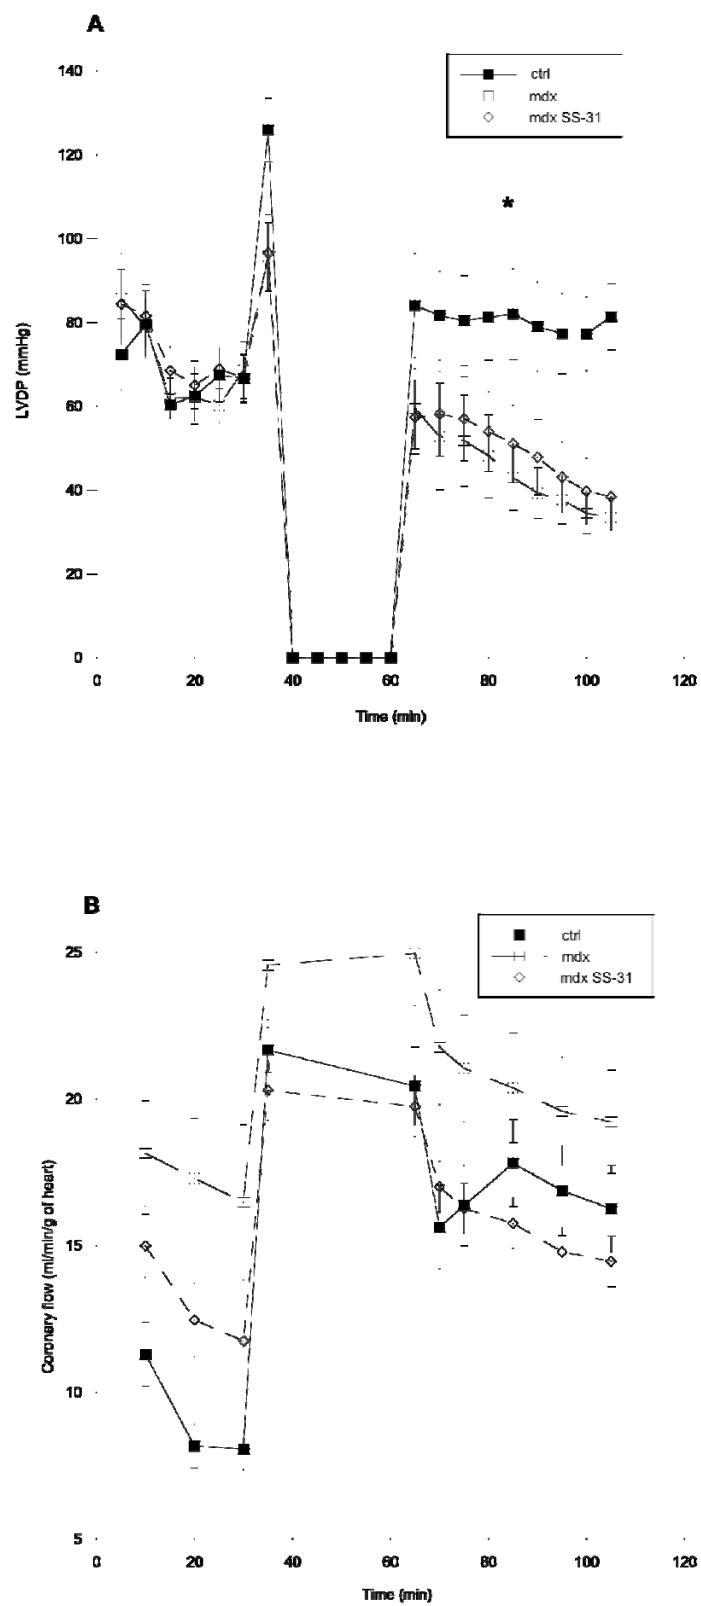 A
140
120
100
80
60
40
20
0
LVDP (mmHg)
ctrl
mdx
mdx SS-31
*
0 20 40 60 80 100 120
Time (min)
B
25
20
15
10
5
Coronary flow (ml/min/g of heart)
ctrl
mdx
mdx SS-31
0 20 40 60 80 100 120
Time (min)